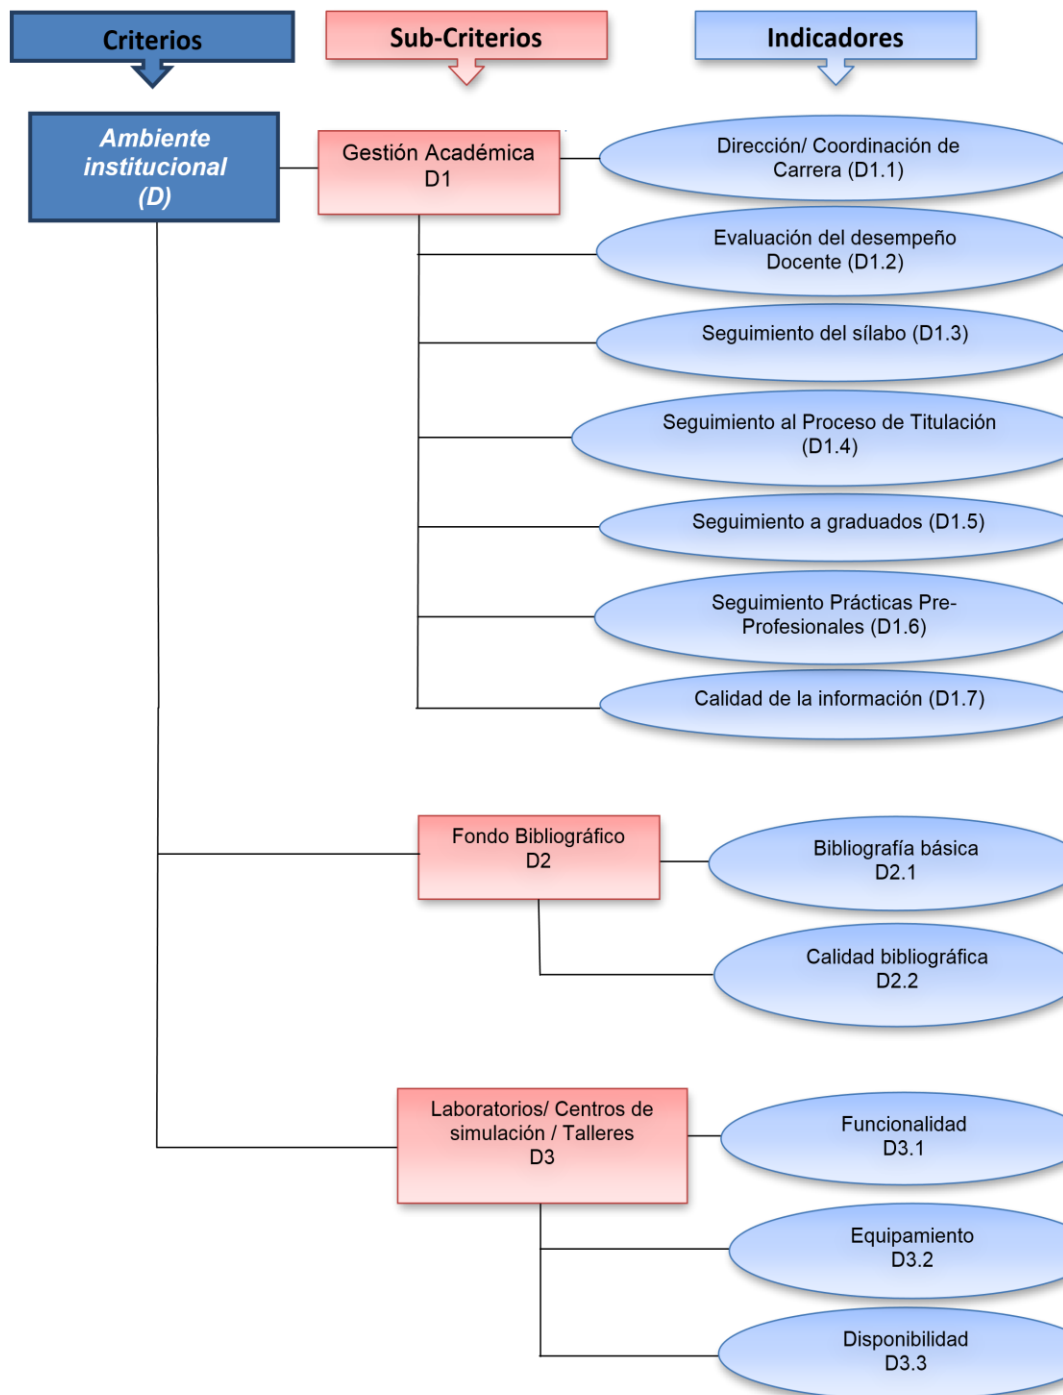 Criterios
Sub-Criterios
Indicadores
Ambiente
institucional
(D)
Gestión Académica
D1
Dirección/ Coordinación de
Carrera (D1.1)
Evaluación del desempeño
Docente (D1.2)
Seguimiento del sílabo (D1.3)
Seguimiento al Proceso de Titulación
(D1.4)
Seguimiento a graduados (D1.5)
Seguimiento Prácticas Pre-
Profesionales (D1.6)
Calidad de la información (D1.7)
Fondo Bibliográfico
D2
Bibliografía básica
D2.1
Calidad bibliográfica
D2.2
Laboratorios/ Centros de
simulación / Talleres
D3
Funcionalidad
D3.1
Equipamiento
D3.2
Disponibilidad
D3.3